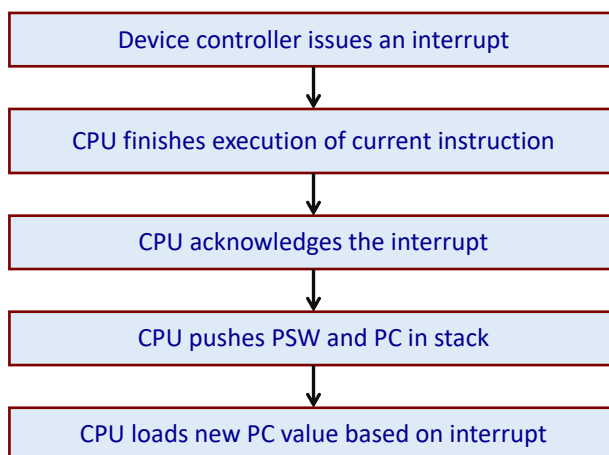 Device controller issues an interrupt
CPU finishes execution of current instruction
CPU acknowledges the interrupt
CPU pushes PSW and PC in stack
CPU loads new PC value based on interrupt